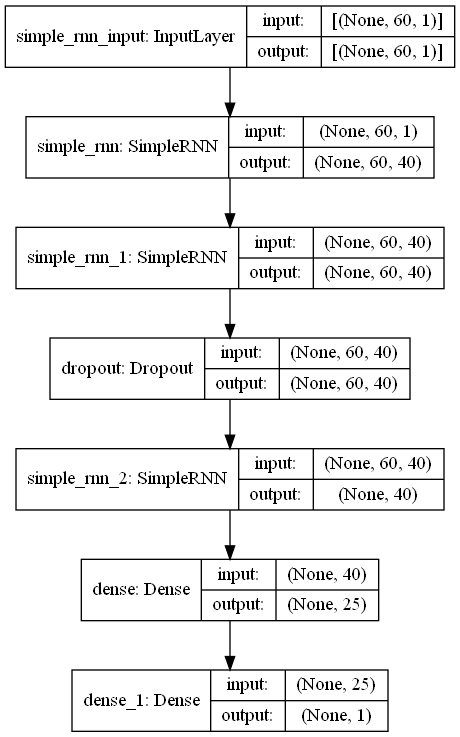 simple_rnn_input: InputLayer
input: [(None, 60, 1)]
output: [(None, 60, 1)]
simple_rnn: SimpleRNN
input: (None, 60, 1)
output: (None, 60, 40)
simple_rnn_1: SimpleRNN
input: (None, 60, 40)
output: (None, 60, 40)
dropout: Dropout
input: (None, 60, 40)
output: (None, 60, 40)
simple_rnn_2: SimpleRNN
input: (None, 60, 40)
output: (None, 40)
dense: Dense
input: (None, 40)
output: (None, 25)
dense_1: Dense
input: (None, 25)
output: (None, 1)